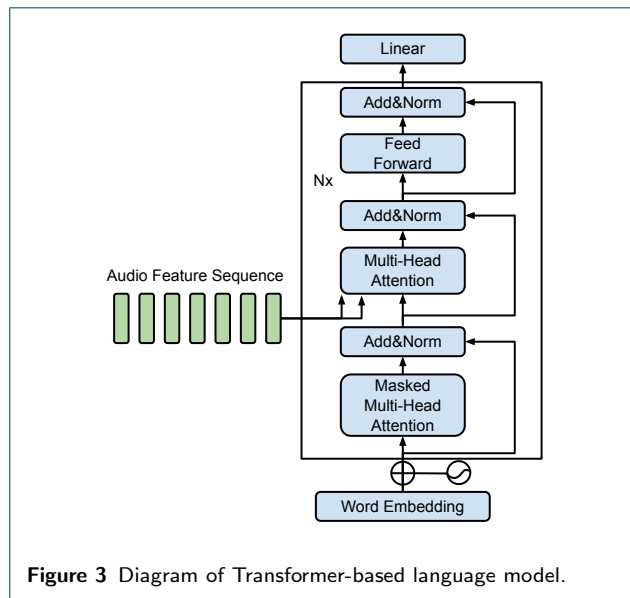 Linear
Add&Norm
Feed
Forward
Nx
Add&Norm
Multi-Head
Attention
Audio Feature Sequence
Add&Norm
Masked
Multi-Head
Attention
Word Embedding
Figure 3 Diagram of Transformer-based language model.